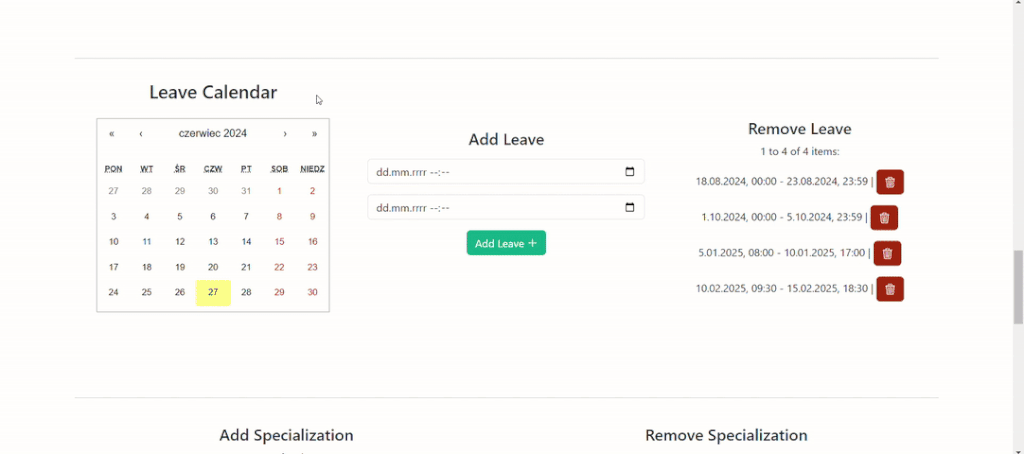 Leave Calendar
« ‹ czerwiec 2024 › »
PON WT ŚR CZW PT SOB NIEDZ
27 28 29 30 31 1 2
3 4 5 6 7 8 9
10 11 12 13 14 15 16
17 18 19 20 21 22 23
24 25 26 27 28 29 30
Add Leave
dd.mm.rrrr --:--
dd.mm.rrrr --:--
Add Leave +
Remove Leave
1 to 4 of 4 items:
18.08.2024, 00:00 - 23.08.2024, 23:59 |
1.10.2024, 00:00 - 5.10.2024, 23:59 |
5.01.2025, 08:00 - 10.01.2025, 17:00 |
10.02.2025, 09:30 - 15.02.2025, 18:30 |
Add Specialization
Remove Specialization